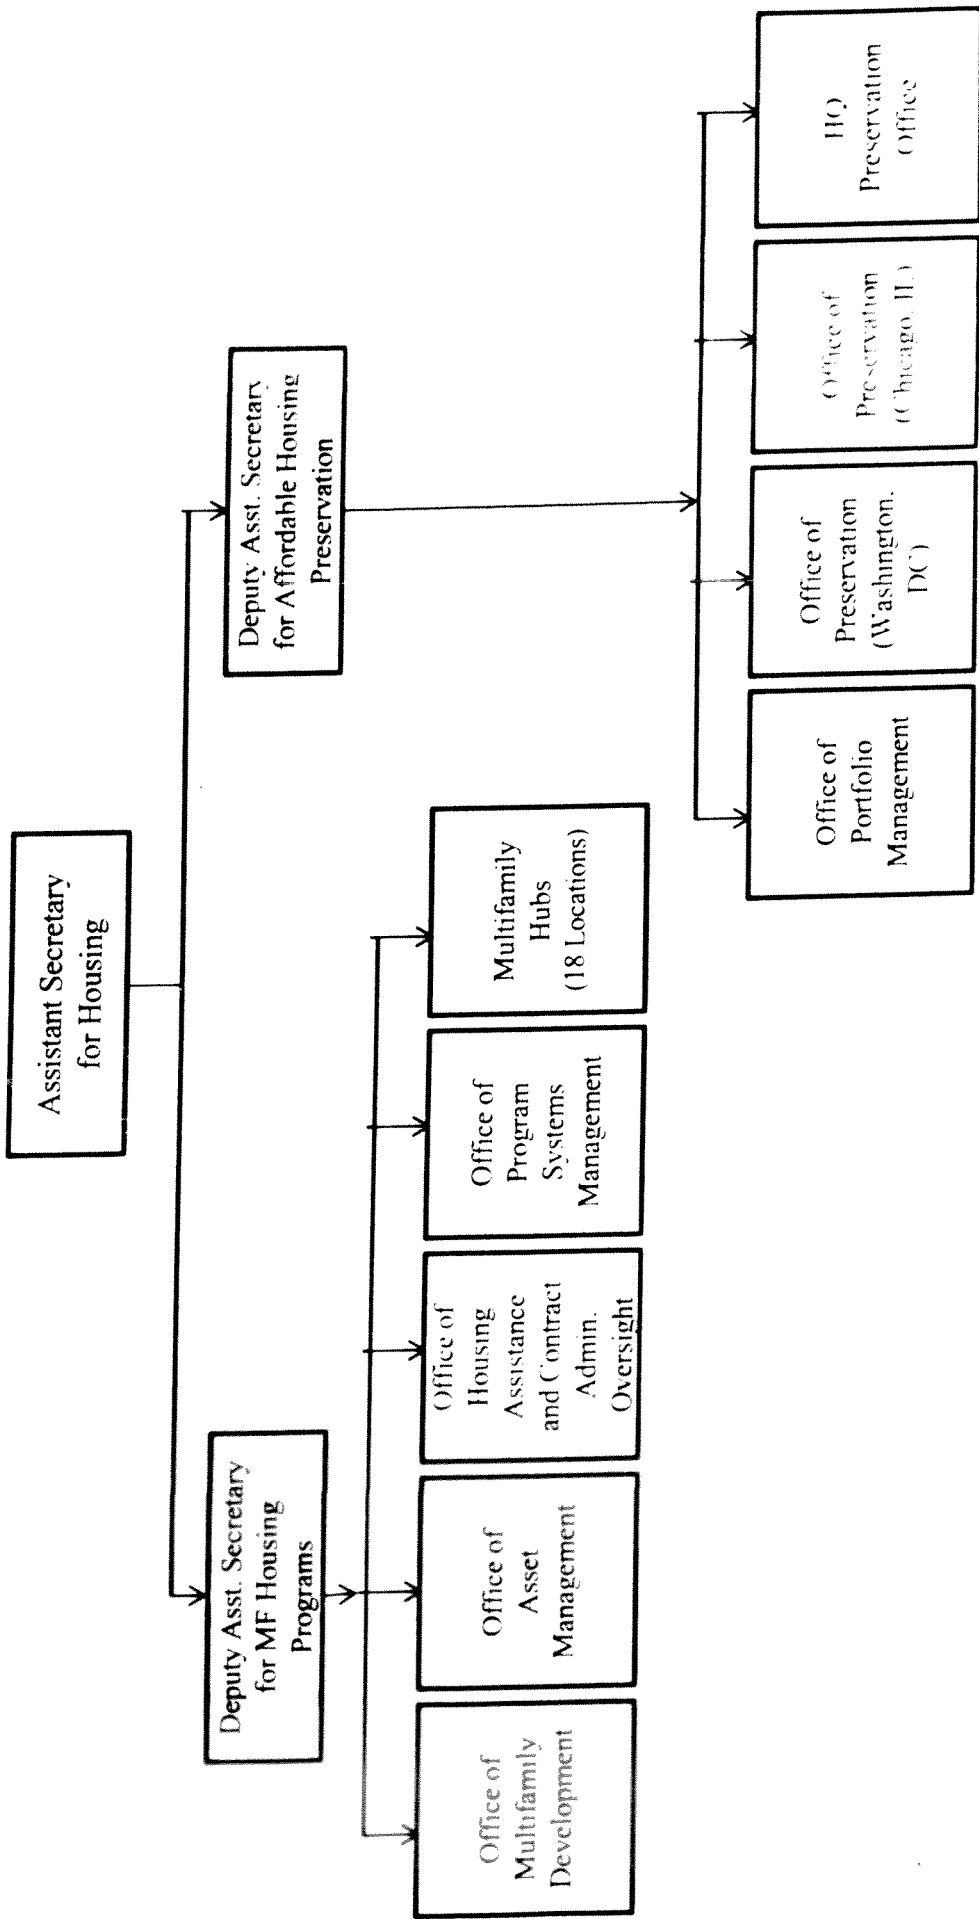 Assistant Secretary
for Housing
Deputy Asst. Secretary
for MF Housing
Programs
Deputy Asst. Secretary
for Affordable Housing
Preservation
Office of
Multifamily
Development
Office of
Asset
Management
Office of
Housing
Assistance
and Contract
Admin.
Oversight
Office of
Program
Systems
Management
Multifamily
Hubs
(18 Locations)
Office of
Portfolio
Management
Office of
Preservation
(Washington,
DC)
Office of
Preservation
(Chicago, IL)
HQ
Preservation
Office